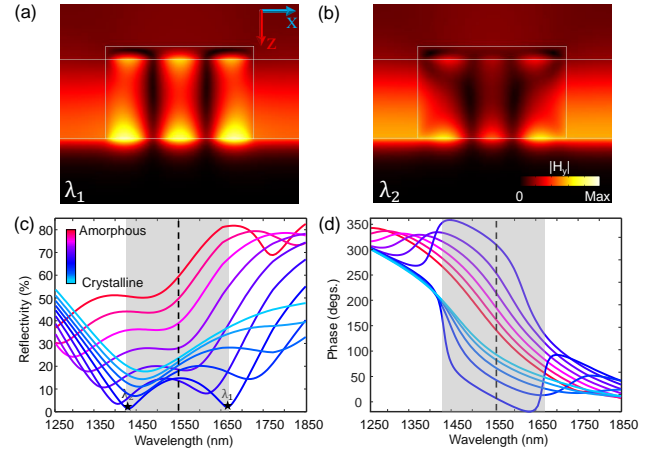 (a)
X
Z
λ1
(b)
|Hy|
0 Max
λ2
(c)
Amorphous
Crystalline
80
70
60
50
40
30
20
10
0
Reflectivity (%)
λ2
λ1
1250 1350 1450 1550 1650 1750 1850
Wavelength (nm)
(d)
350
300
250
200
150
100
50
0
Phase (degs.)
1250 1350 1450 1550 1650 1750 1850
Wavelength (nm)